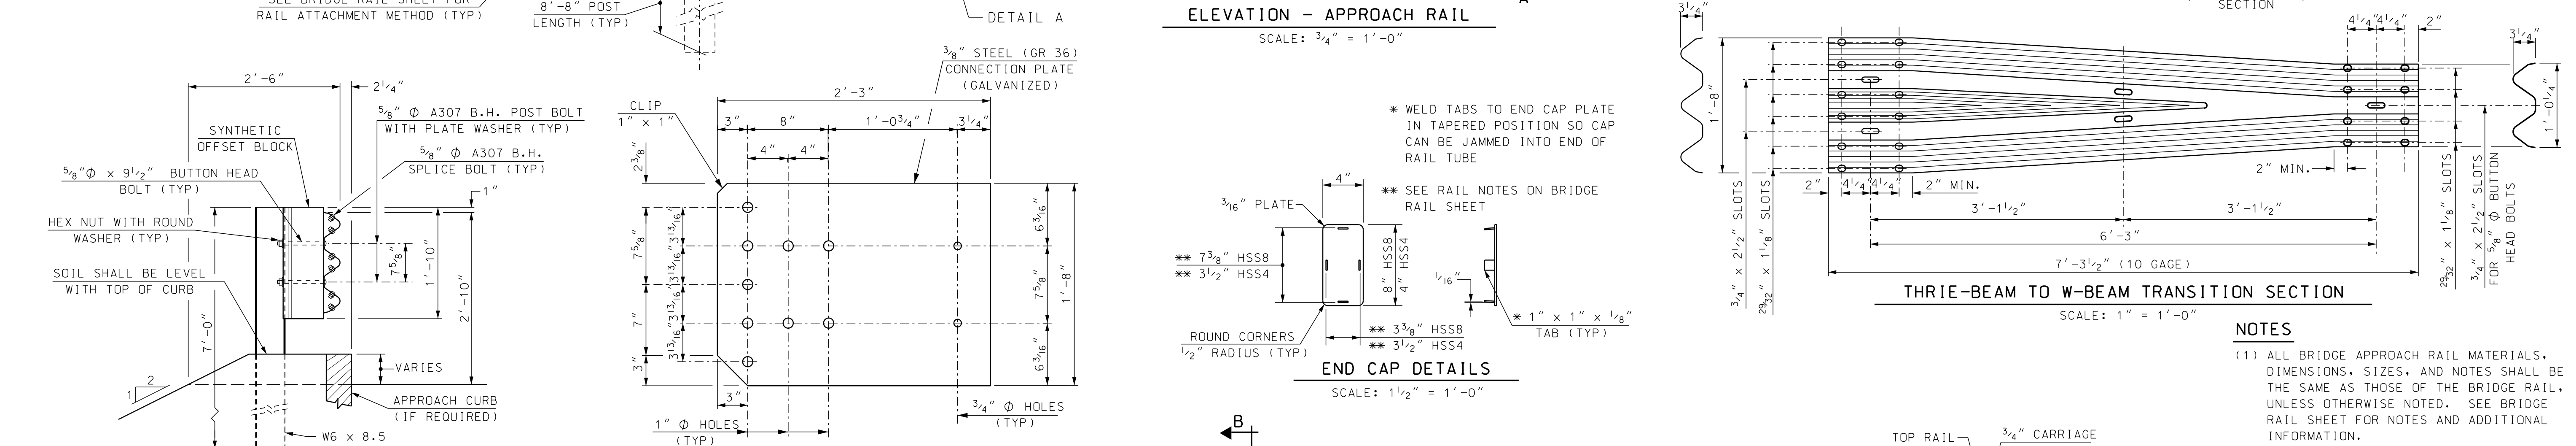 SEE BRIDGE RAIL SHEET FOR
RAIL ATTACHMENT METHOD (TYP)
8'-8" POST
LENGTH (TYP)
DETAIL A
2'-6"
2 1/4"
5/8" Φ A307 B.H. POST BOLT
WITH PLATE WASHER (TYP)
SYNTHETIC
OFFSET BLOCK
5/8" Φ A307 B.H.
SPLICE BOLT (TYP)
5/8"Φ x 9 1/2" BUTTON HEAD
BOLT (TYP)
1"
HEX NUT WITH ROUND
WASHER (TYP)
SOIL SHALL BE LEVEL
WITH TOP OF CURB
7 5/8"
1'-10"
2'-10"
7'-0"
VARIES
2
1
APPROACH CURB
(IF REQUIRED)
W6 x 8.5
3/8" STEEL (GR 36)
CONNECTION PLATE
(GALVANIZED)
CLIP
1" x 1"
2'-3"
3"
8"
1'-0 3/4"
3 1/4"
4"
4"
2 3/8"
7 5/8"
7"
3"
3 13/16"
3 13/16"
3 13/16"
3 13/16"
6 3/16"
7 5/8"
6 3/16"
1'-8"
3"
1" Φ HOLES
(TYP)
3/4" Φ HOLES
(TYP)
ELEVATION - APPROACH RAIL
SCALE: 3/4" = 1'-0"
A
* WELD TABS TO END CAP PLATE
IN TAPERED POSITION SO CAP
CAN BE JAMMED INTO END OF
RAIL TUBE
** SEE RAIL NOTES ON BRIDGE
RAIL SHEET
4"
3/16" PLATE
** 7 3/8" HSS8
** 3 1/2" HSS4
8" HSS8
4" HSS4
1/16"
* 1" x 1" x 1/8"
TAB (TYP)
ROUND CORNERS
1/2" RADIUS (TYP)
** 3 3/8" HSS8
** 3 1/2" HSS4
END CAP DETAILS
SCALE: 1 1/2" = 1'-0"
B
SECTION
3 1/4"
1'-8"
4 1/4"
4 1/4"
2"
3 1/4"
1'-0 1/4"
2"
4 1/4"
4 1/4"
2" MIN.
2" MIN.
3'-1 1/2"
3'-1 1/2"
6'-3"
7'-3 1/2" (10 GAGE)
3/4" x 2 1/2" SLOTS
29/32" x 1 1/8" SLOTS
29/32" x 1 1/8" SLOTS
3/4" x 2 1/2" SLOTS
FOR 5/8" Φ BUTTON
HEAD BOLTS
THRIE-BEAM TO W-BEAM TRANSITION SECTION
SCALE: 1" = 1'-0"
NOTES
(1) ALL BRIDGE APPROACH RAIL MATERIALS,
DIMENSIONS, SIZES, AND NOTES SHALL BE
THE SAME AS THOSE OF THE BRIDGE RAIL,
UNLESS OTHERWISE NOTED. SEE BRIDGE
RAIL SHEET FOR NOTES AND ADDITIONAL
INFORMATION.
TOP RAIL
3/4" CARRIAGE